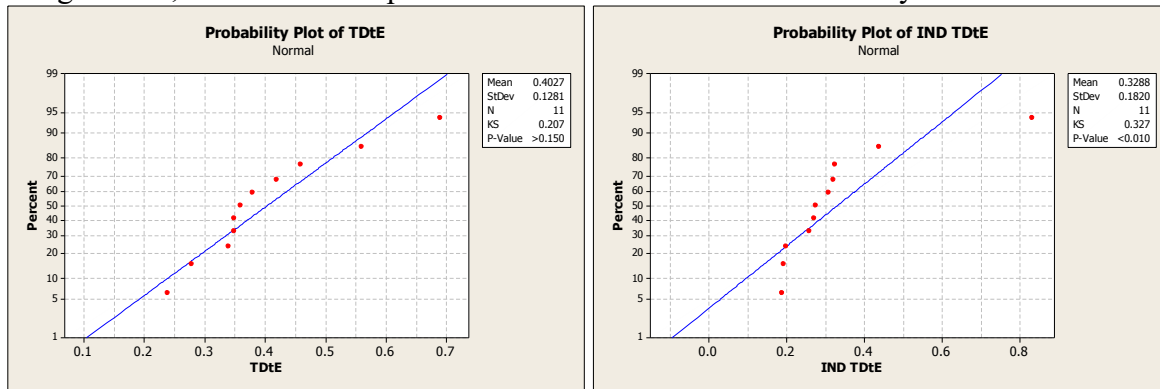 Probability Plot of TDtE
Normal
99
95
90
80
70
60
50
40
30
20
10
5
1
Percent
0.1 0.2 0.3 0.4 0.5 0.6 0.7
TDtE
Mean 0.4027
StDev 0.1281
N 11
KS 0.207
P-Value >0.150
Probability Plot of IND TDtE
Normal
99
95
90
80
70
60
50
40
30
20
10
5
1
Percent
0.0 0.2 0.4 0.6 0.8
IND TDtE
Mean 0.3288
StDev 0.1820
N 11
KS 0.327
P-Value <0.010